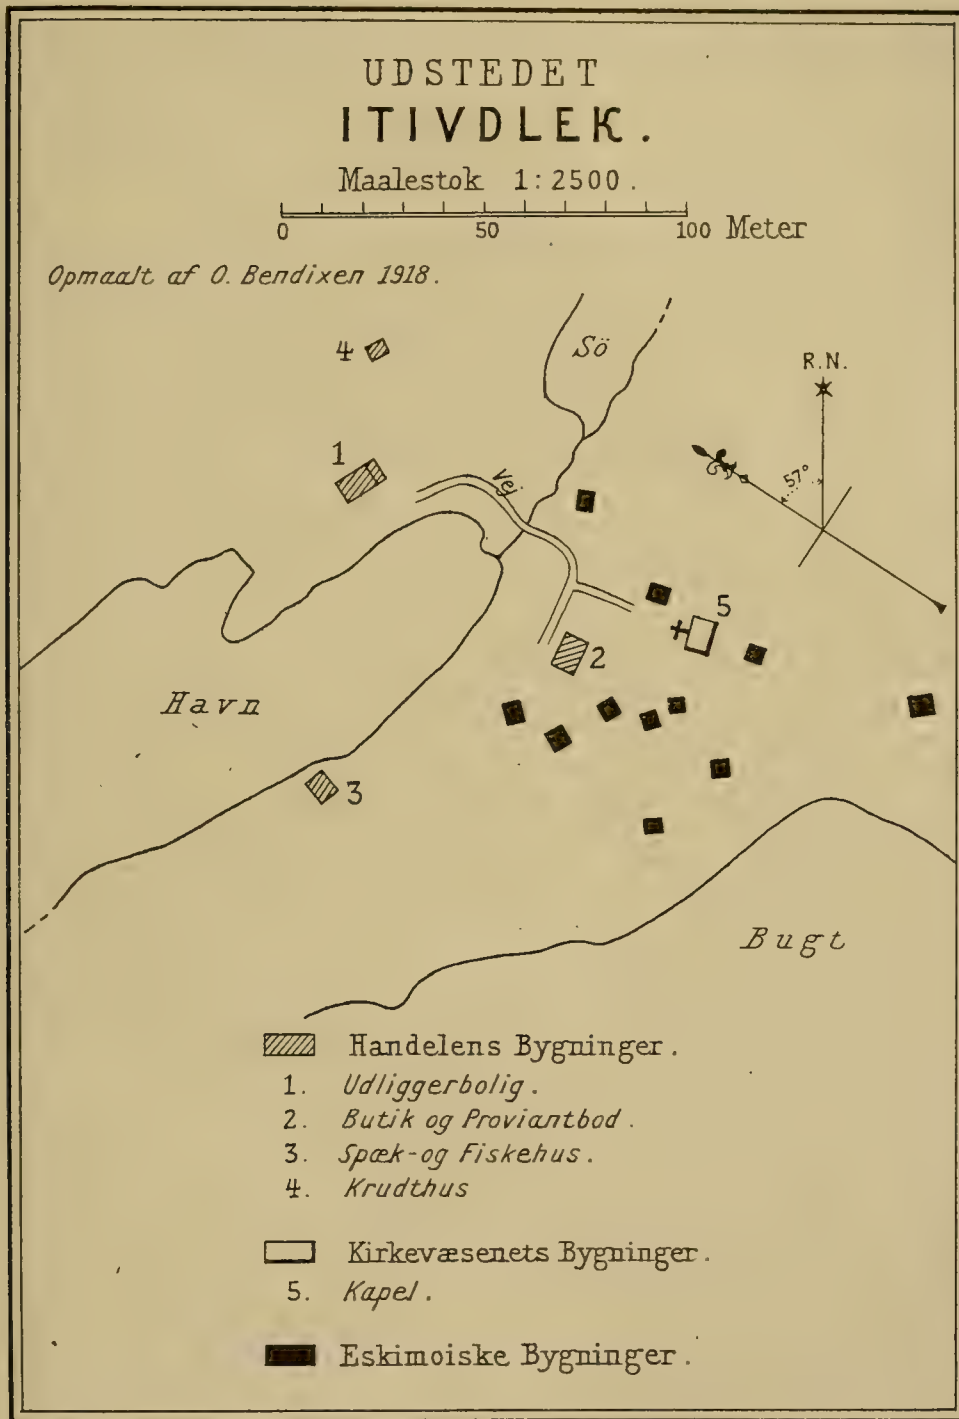 UDSTEDET
ITIVDLEK.
Maalestok 1:2500.
0 50 100 Meter
Opmaalt af O. Bendixen 1918.
4
Sö
R.N.
1
Vej
57°
5
2
Havn
3
Bugt
Handelens Bygninger.
1. Udliggerbolig.
2. Butik og Proviantbod.
3. Spæk-og Fiskehus.
4. Krudthus
Kirkevæsenets Bygninger.
5. Kapel.
Eskimoiske Bygninger.